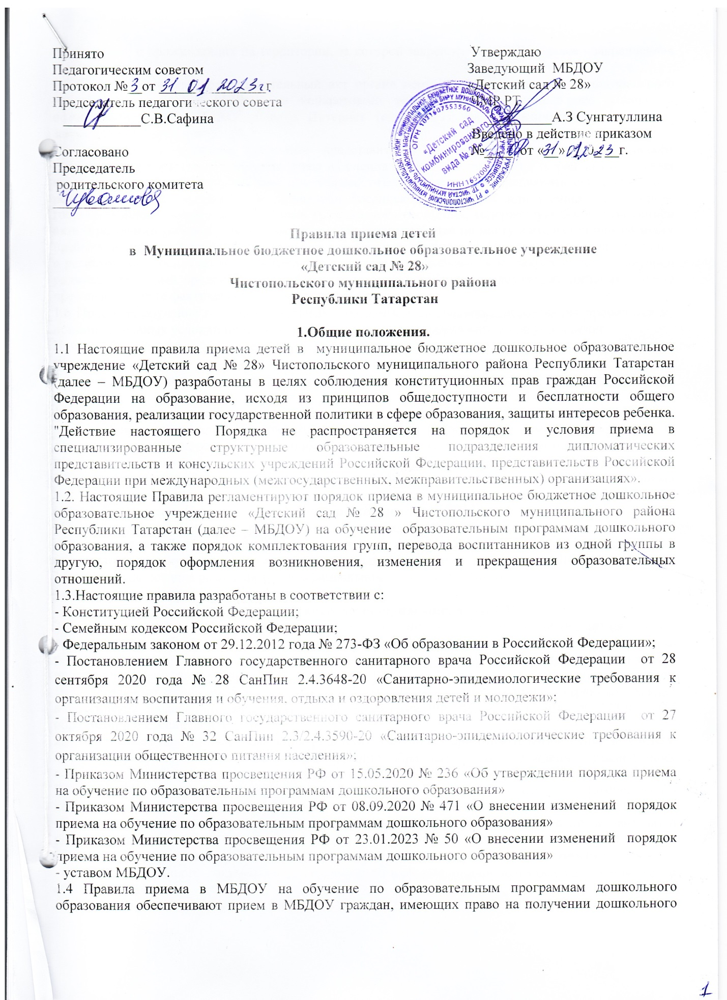 Принято
Педагогическим советом
Протокол № 3 от 31 01 2023 г г
Председатель педагогического совета
С.В.Сафина
Согласовано
Председатель
родительского комитета
Утверждаю
Заведующий МБДОУ
«Детский сад № 28»
ЧМР РТ
А.З Сунгатуллина
Введено в действие приказом
№ от «31» 01 2023 г.
ОГРН 1021607553560
«Детский сад
комбинированного
вида № 28»
Правила приема детей
в Муниципальное бюджетное дошкольное образовательное учреждение
«Детский сад № 28»
Чистопольского муниципального района
Республики Татарстан
1.Общие положения.
1.1 Настоящие правила приема детей в муниципальное бюджетное дошкольное образовательное
учреждение «Детский сад № 28» Чистопольского муниципального района Республики Татарстан
(далее – МБДОУ) разработаны в целях соблюдения конституционных прав граждан Российской
Федерации на образование, исходя из принципов общедоступности и бесплатности общего
образования, реализации государственной политики в сфере образования, защиты интересов ребенка.
"Действие настоящего Порядка не распространяется на порядок и условия приема в
специализированные структурные образовательные подразделения дипломатических
представительств и консульских учреждений Российской Федерации, представительств Российской
Федерации при международных (межгосударственных, межправительственных) организациях».
1.2. Настоящие Правила регламентируют порядок приема в муниципальное бюджетное дошкольное
образовательное учреждение «Детский сад № 28 » Чистопольского муниципального района
Республики Татарстан (далее – МБДОУ) на обучение образовательным программам дошкольного
образования, а также порядок комплектования групп, перевода воспитанников из одной группы в
другую, порядок оформления возникновения, изменения и прекращения образовательных
отношений.
1.3.Настоящие правила разработаны в соответствии с:
- Конституцией Российской Федерации;
- Семейным кодексом Российской Федерации;
- Федеральным законом от 29.12.2012 года № 273-ФЗ «Об образовании в Российской Федерации»;
- Постановлением Главного государственного санитарного врача Российской Федерации от 28
сентября 2020 года № 28 СанПин 2.4.3648-20 «Санитарно-эпидемиологические требования к
организациям воспитания и обучения, отдыха и оздоровления детей и молодежи»;
- Постановлением Главного государственного санитарного врача Российской Федерации от 27
октября 2020 года № 32 СанПин 2.3/2.4.3590-20 «Санитарно-эпидемиологические требования к
организации общественного питания населения»;
- Приказом Министерства просвещения РФ от 15.05.2020 № 236 «Об утверждении порядка приема
на обучение по образовательным программам дошкольного образования»
- Приказом Министерства просвещения РФ от 08.09.2020 № 471 «О внесении изменений порядок
приема на обучение по образовательным программам дошкольного образования»
- Приказом Министерства просвещения РФ от 23.01.2023 № 50 «О внесении изменений порядок
приема на обучение по образовательным программам дошкольного образования»
- уставом МБДОУ.
1.4 Правила приема в МБДОУ на обучение по образовательным программам дошкольного
образования обеспечивают прием в МБДОУ граждан, имеющих право на получении дошкольного
1